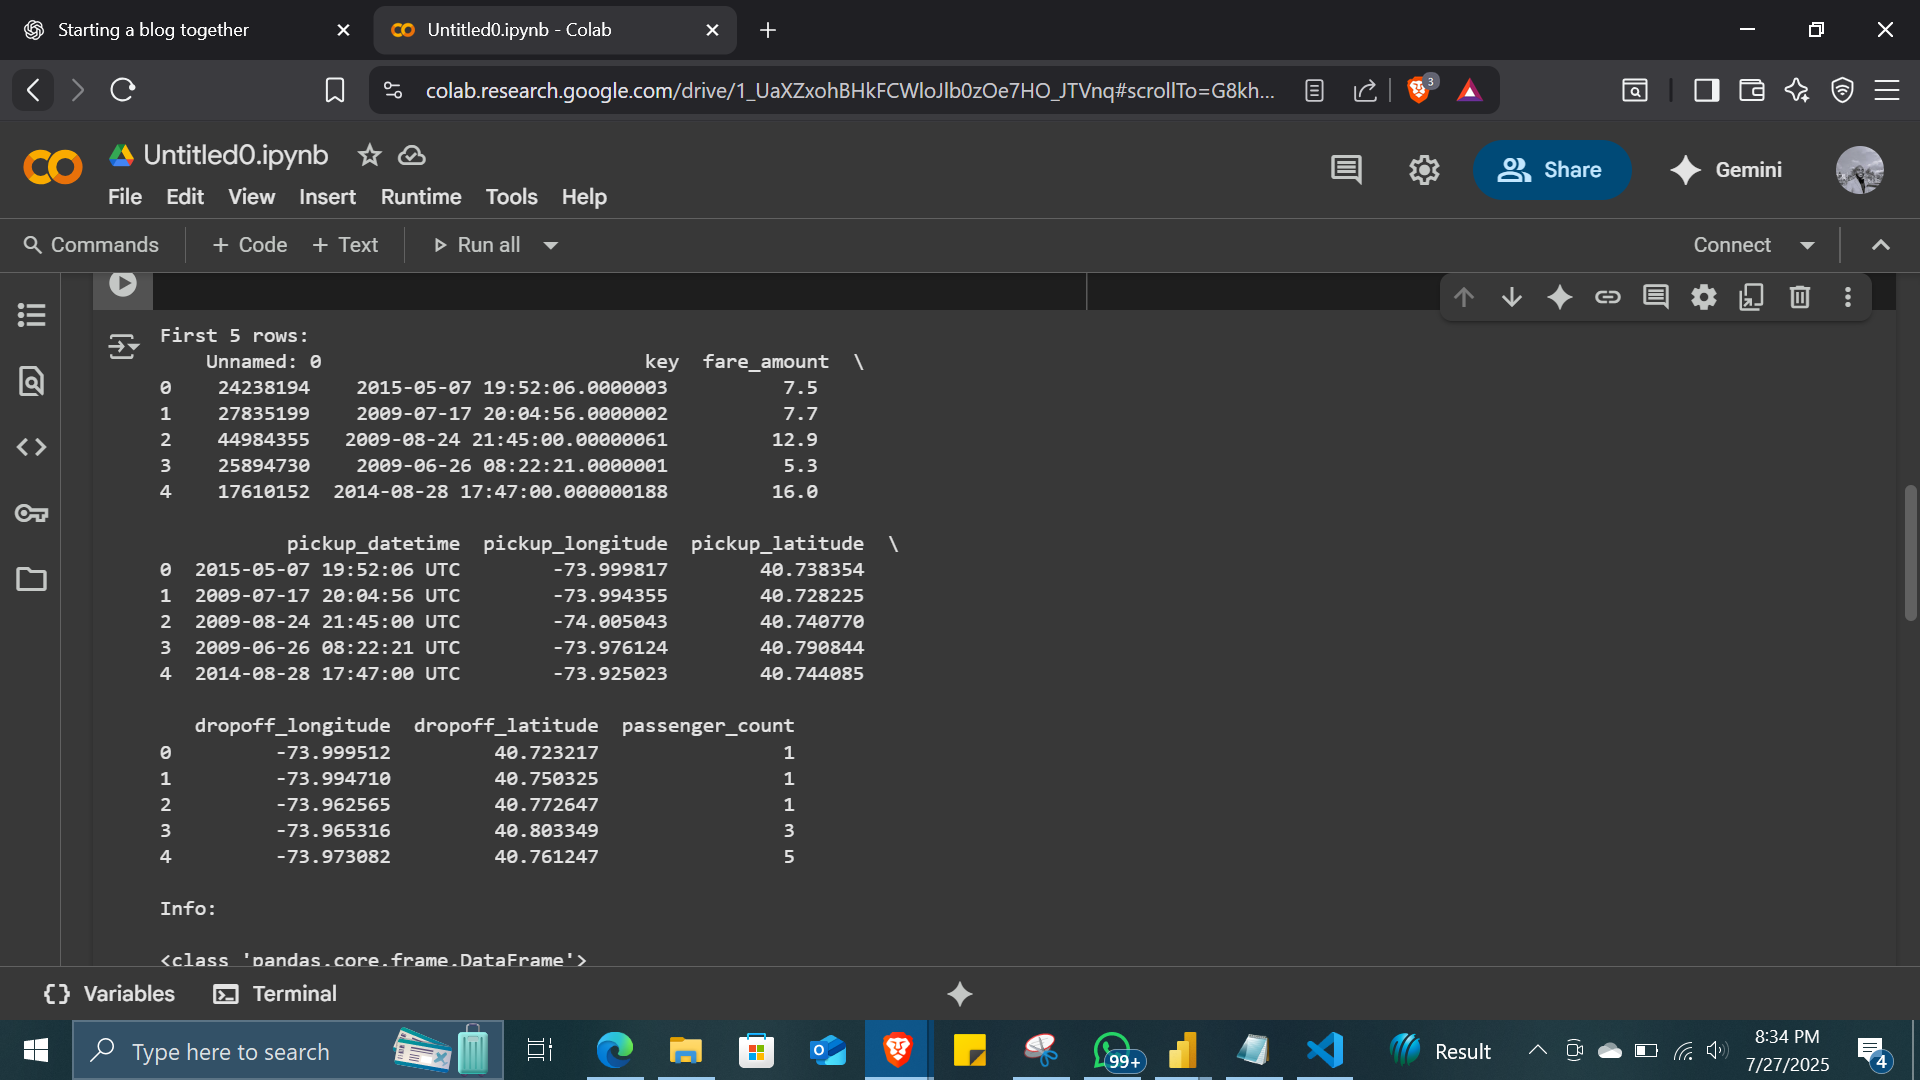 Starting a blog together
Untitled0.ipynb - Colab
colab.research.google.com/drive/1_UaXZxohBHkFCWloJlb0zOe7HO_JTVnq#scrollTo=G8kh...
3
Untitled0.ipynb
File Edit View Insert Runtime Tools Help
Share
Gemini
Commands + Code + Text Run all
Connect
First 5 rows:
Unnamed: 0 key fare_amount \
0 24238194 2015-05-07 19:52:06.0000003 7.5
1 27835199 2009-07-17 20:04:56.0000002 7.7
2 44984355 2009-08-24 21:45:00.00000061 12.9
3 25894730 2009-06-26 08:22:21.0000001 5.3
4 17610152 2014-08-28 17:47:00.000000188 16.0
pickup_datetime pickup_longitude pickup_latitude \
0 2015-05-07 19:52:06 UTC -73.999817 40.738354
1 2009-07-17 20:04:56 UTC -73.994355 40.728225
2 2009-08-24 21:45:00 UTC -74.005043 40.740770
3 2009-06-26 08:22:21 UTC -73.976124 40.790844
4 2014-08-28 17:47:00 UTC -73.925023 40.744085
dropoff_longitude dropoff_latitude passenger_count
0 -73.999512 40.723217 1
1 -73.994710 40.750325 1
2 -73.962565 40.772647 1
3 -73.965316 40.803349 3
4 -73.973082 40.761247 5
Info:
<class 'pandas.core.frame.DataFrame'>
{} Variables Terminal
Type here to search
99+
Result
8:34 PM
7/27/2025
4